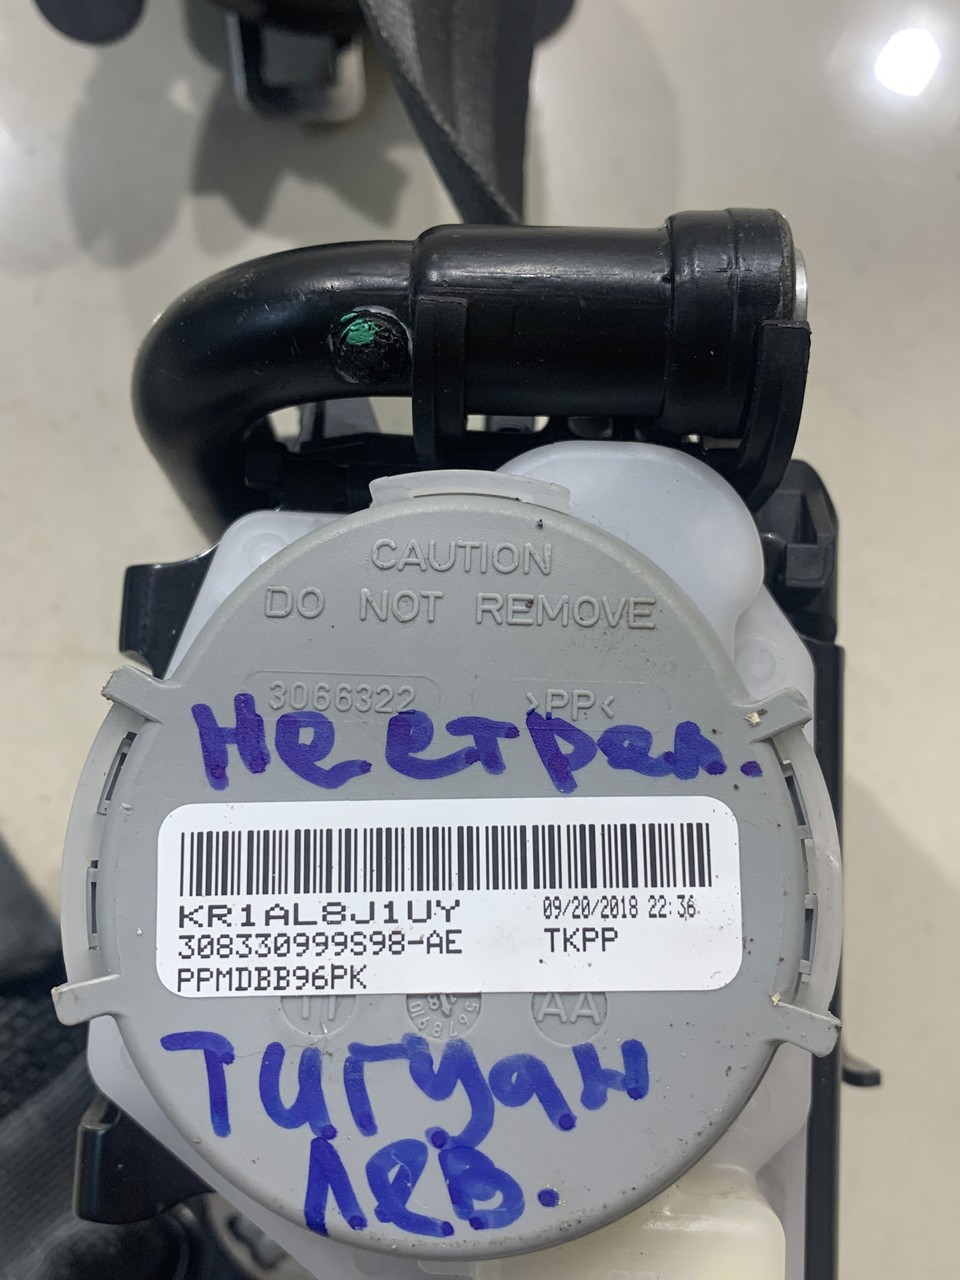 CAUTION
DO NOT REMOVE
3066322 >PP<
Не стрел.
KR1AL8J1UY 09/20/2018 22:36
308330999S98-AE TKPP
PPMDBB96PK
AA
Тигуан
Лев.